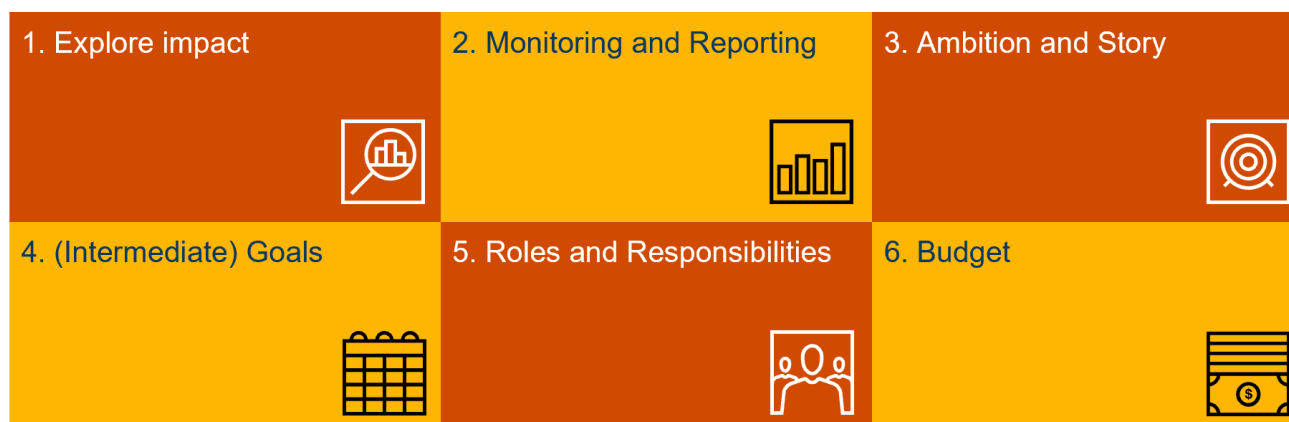 1. Explore impact
2. Monitoring and Reporting
3. Ambition and Story
4. (Intermediate) Goals
5. Roles and Responsibilities
6. Budget
$